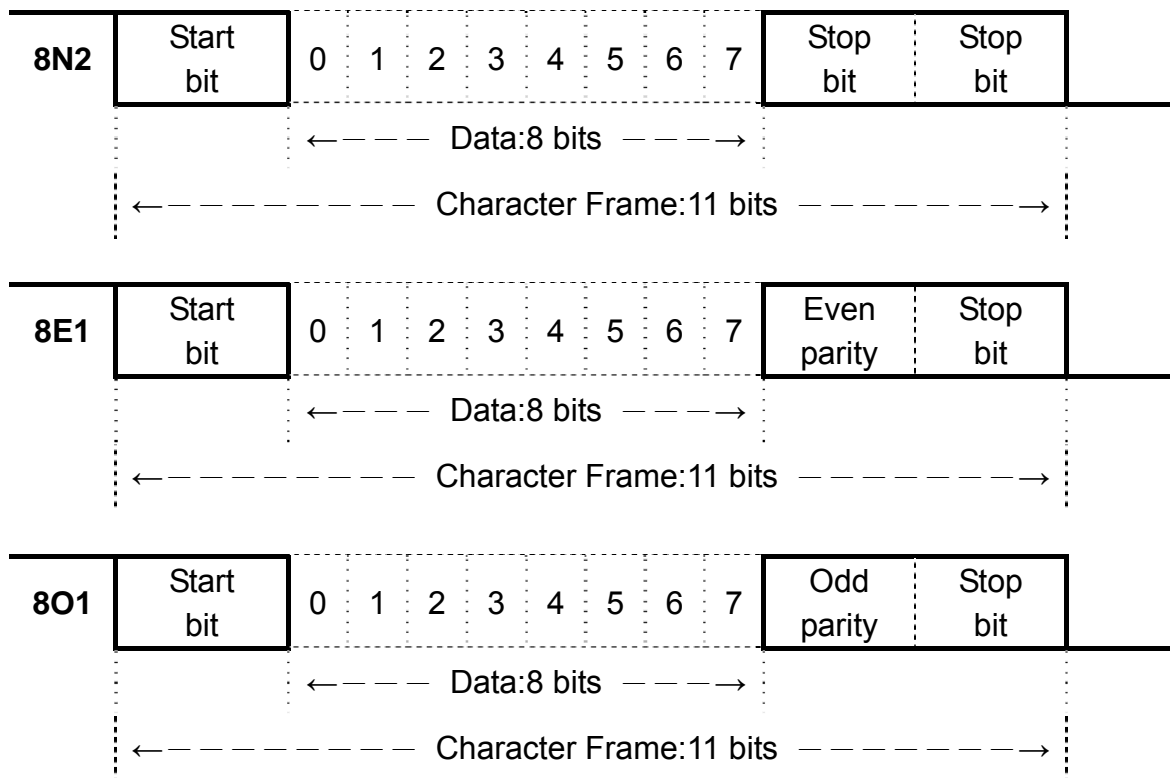 8N2 Start bit 0 1 2 3 4 5 6 7 Stop bit Stop bit
←−−− Data:8 bits −−−→
←−−−−−−−− Character Frame:11 bits −−−−−−−→
8E1 Start bit 0 1 2 3 4 5 6 7 Even parity Stop bit
←−−− Data:8 bits −−−→
←−−−−−−−− Character Frame:11 bits −−−−−−−→
8O1 Start bit 0 1 2 3 4 5 6 7 Odd parity Stop bit
←−−− Data:8 bits −−−→
←−−−−−−−− Character Frame:11 bits −−−−−−−→